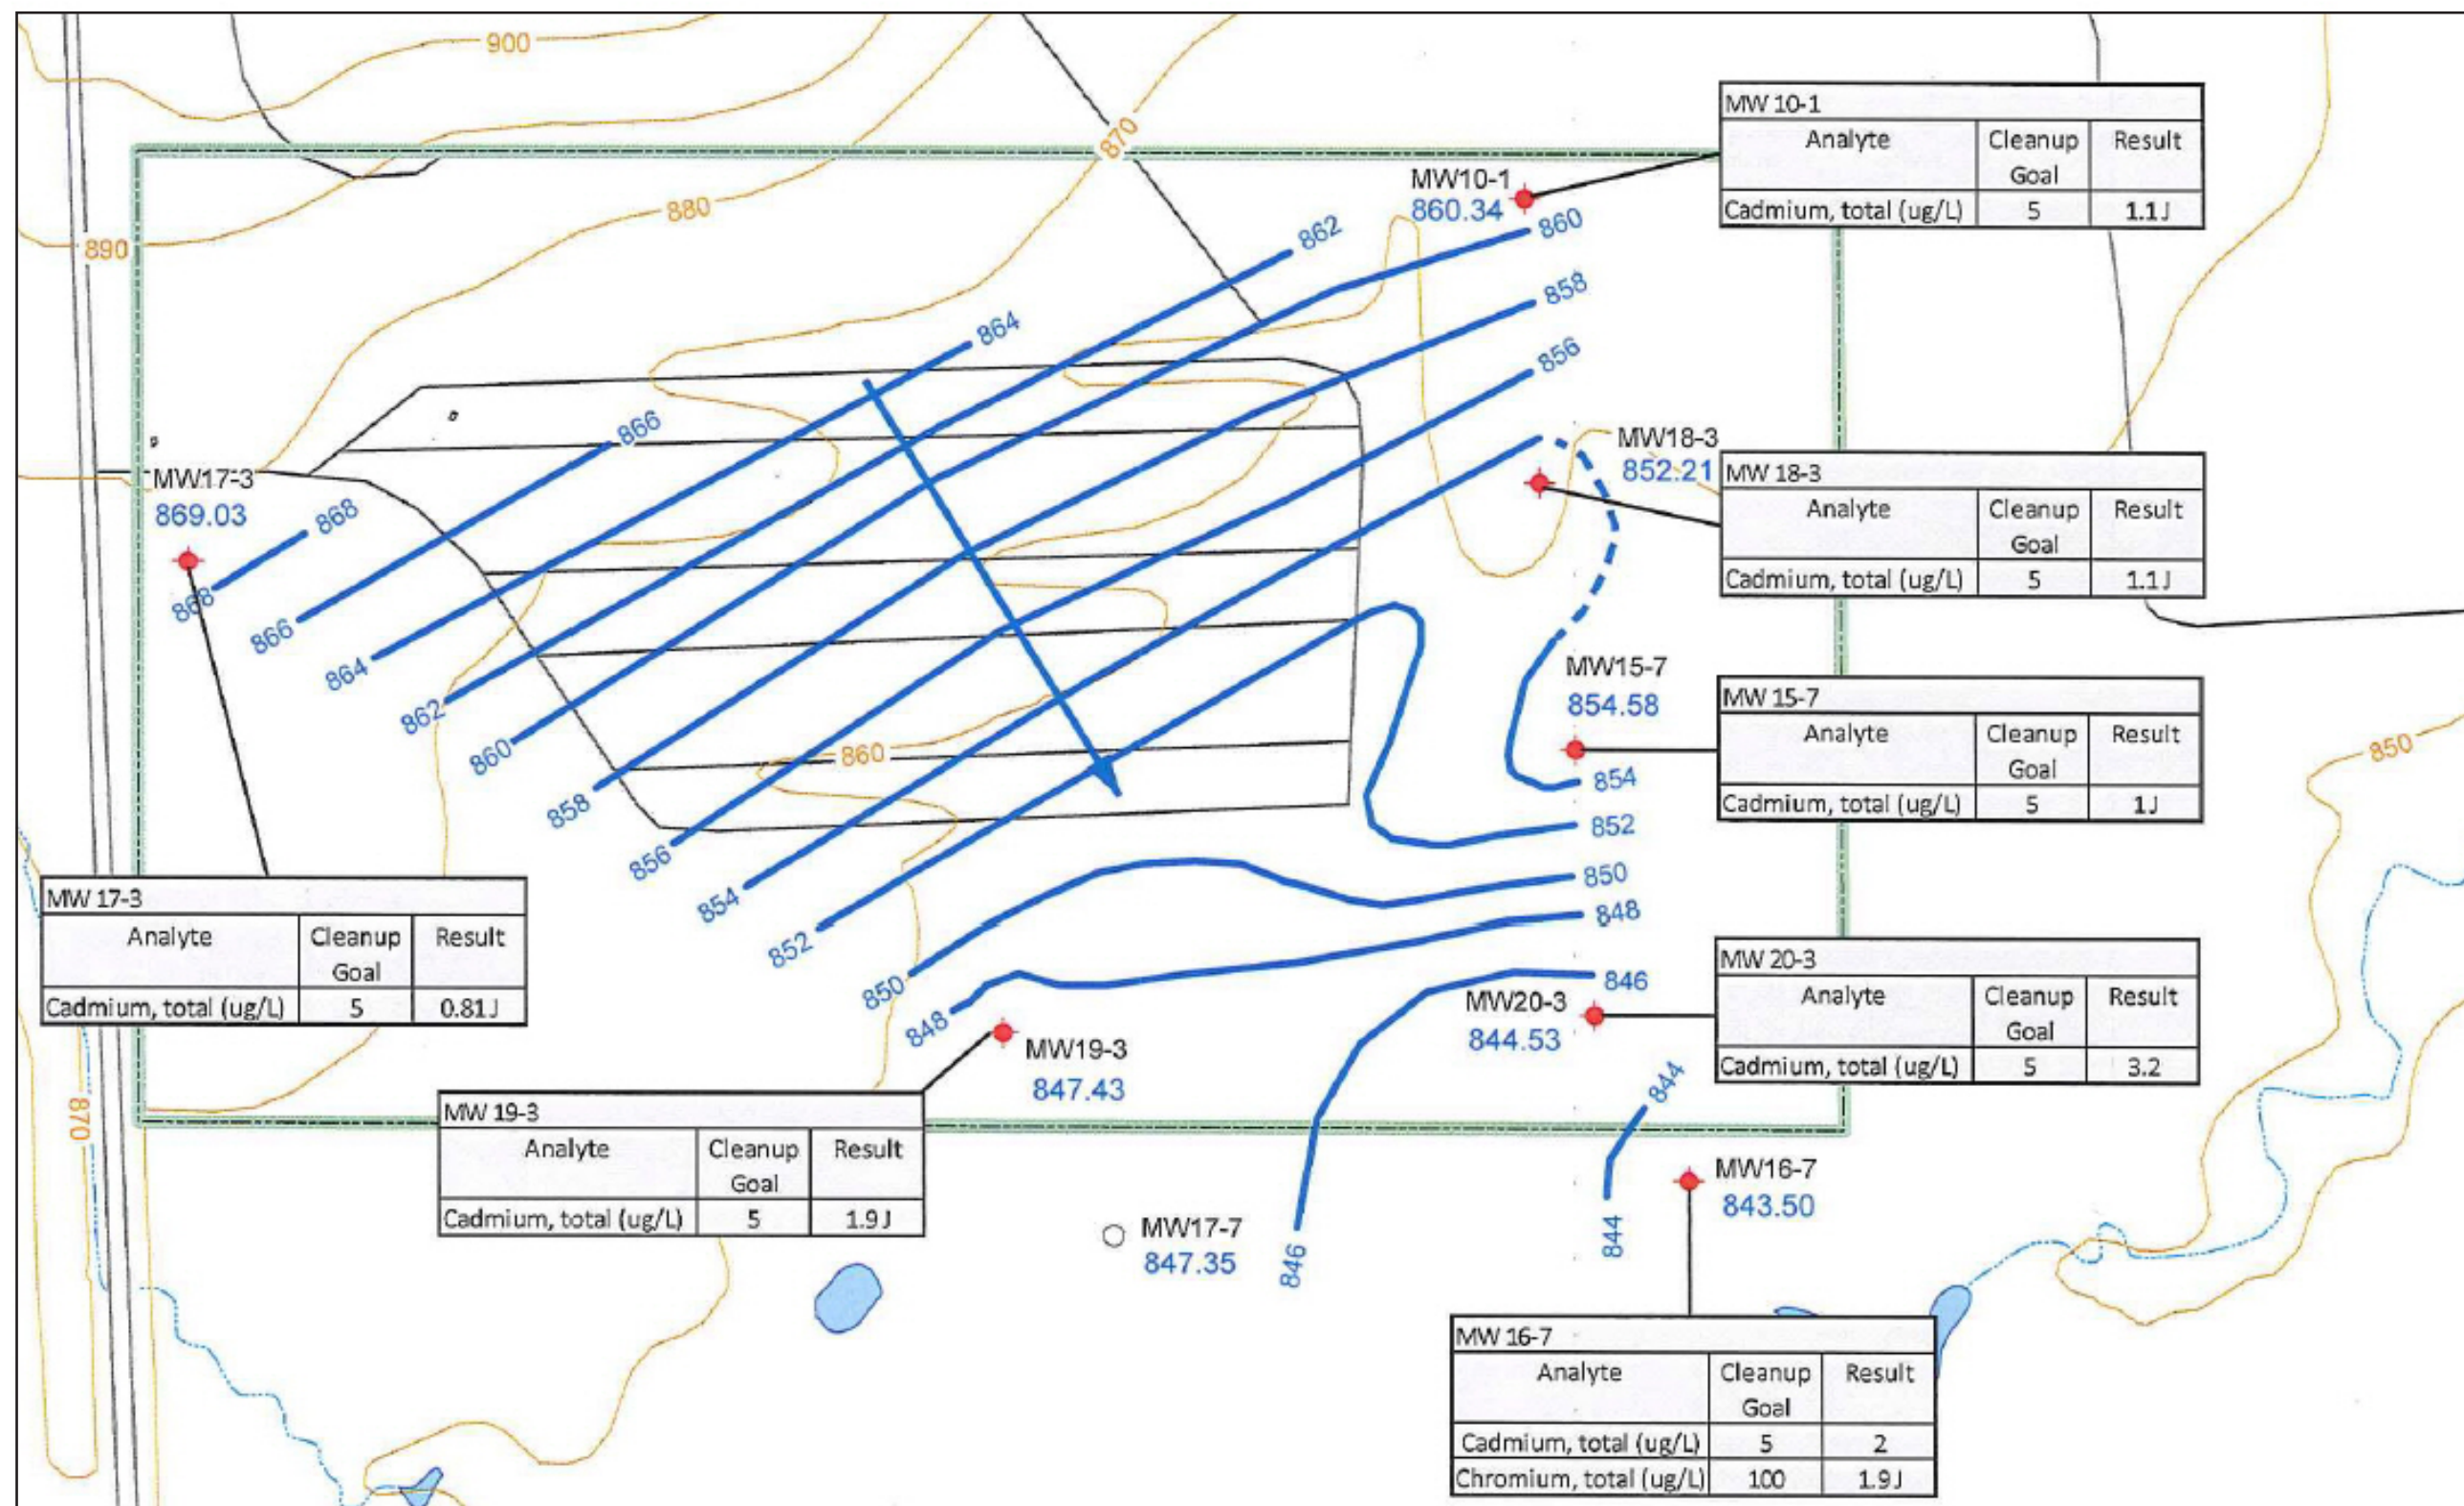 900
870
MW 10-1
Analyte Cleanup Goal Result
Cadmium, total (ug/L) 5 1.1J
MW10-1
860.34
880
890
862
860
858
864
856
866
MW18-3
852.21
MW 18-3
Analyte Cleanup Goal Result
Cadmium, total (ug/L) 5 1.1J
MW17-3
869.03
868
868
866
864
862
860
858
856
854
852
850
848
860
MW15-7
854.58
MW 15-7
Analyte Cleanup Goal Result
Cadmium, total (ug/L) 5 1J
850
854
852
850
848
846
MW 17-3
Analyte Cleanup Goal Result
Cadmium, total (ug/L) 5 0.81J
MW20-3
844.53
MW 20-3
Analyte Cleanup Goal Result
Cadmium, total (ug/L) 5 3.2
MW19-3
847.43
870
844
MW 19-3
Analyte Cleanup Goal Result
Cadmium, total (ug/L) 5 1.9J
MW16-7
843.50
MW17-7
847.35
846
844
MW 16-7
Analyte Cleanup Goal Result
Cadmium, total (ug/L) 5 2
Chromium, total (ug/L) 100 1.9J